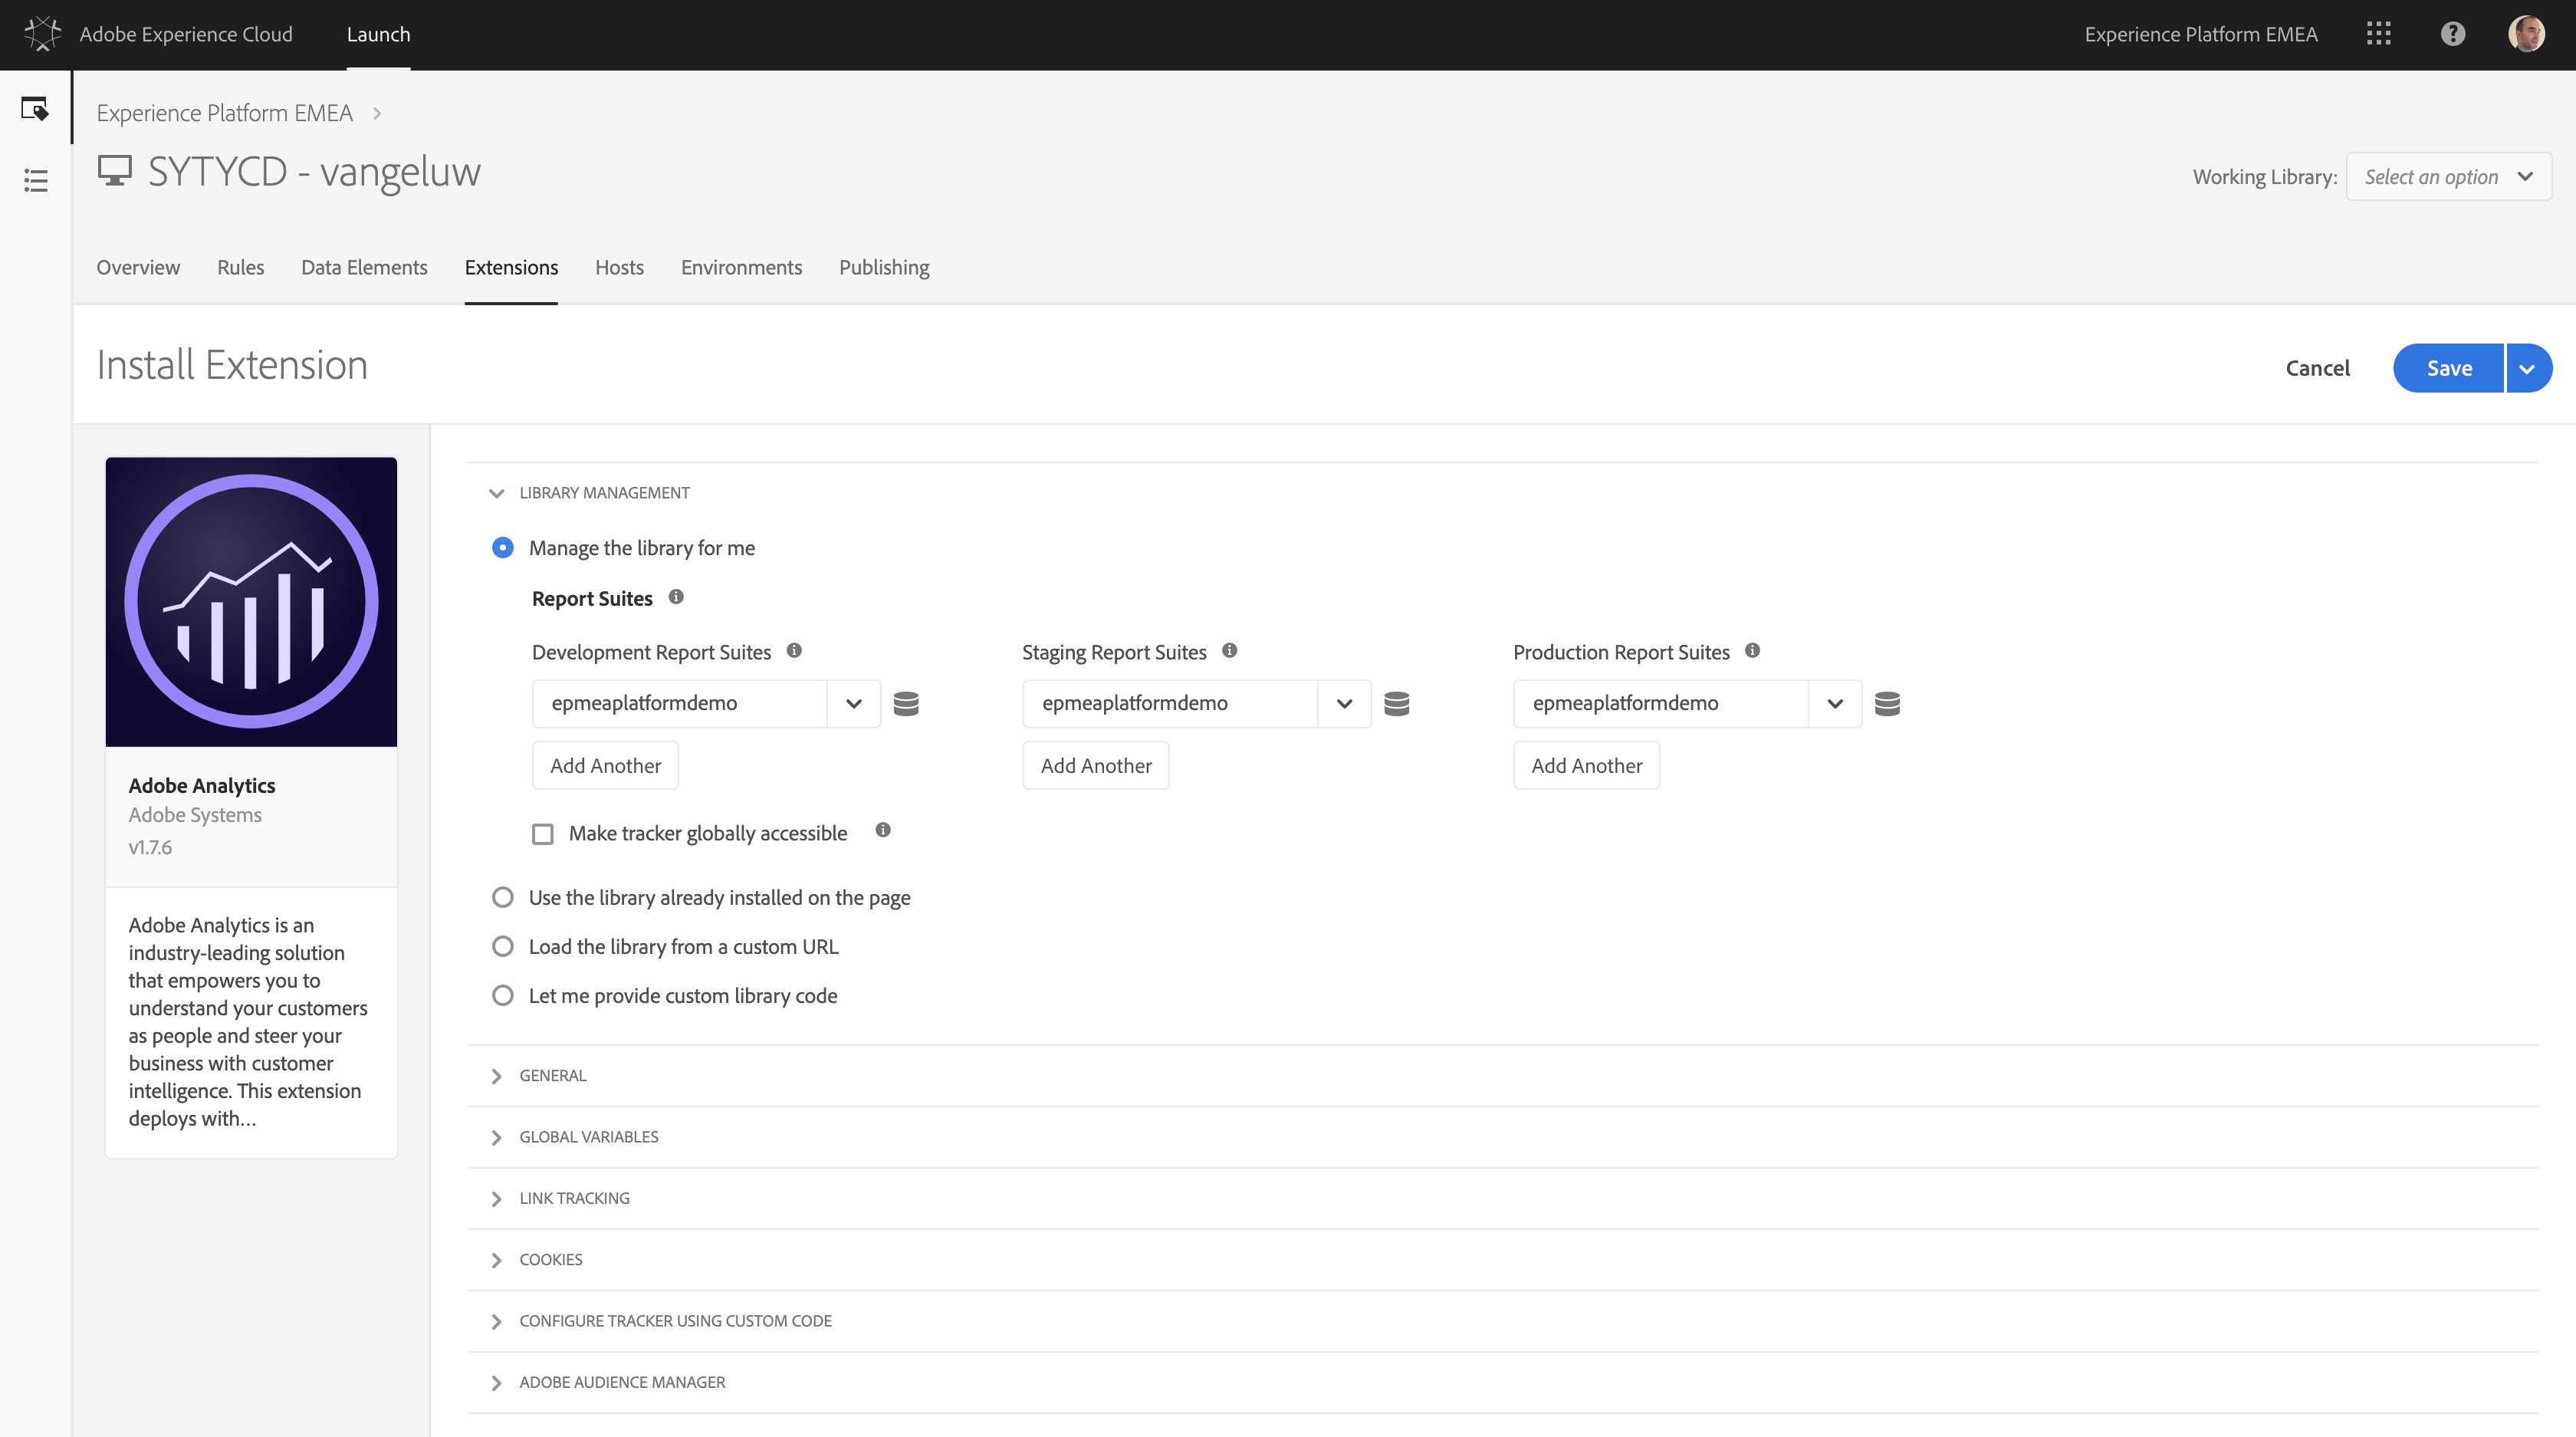 Adobe Experience Cloud
Launch
Experience Platform EMEA
Experience Platform EMEA
SYTYCD - vangeluw
Working Library:
Select an option
Overview
Rules
Data Elements
Extensions
Hosts
Environments
Publishing
Install Extension
Cancel
Save
Adobe Analytics
Adobe Systems
v1.7.6
Adobe Analytics is an
industry-leading solution
that empowers you to
understand your customers
as people and steer your
business with customer
intelligence. This extension
deploys with...
LIBRARY MANAGEMENT
Manage the library for me
Report Suites
Development Report Suites
Staging Report Suites
Production Report Suites
epmeaplatformdemo
epmeaplatformdemo
epmeaplatformdemo
Add Another
Add Another
Add Another
Make tracker globally accessible
Use the library already installed on the page
Load the library from a custom URL
Let me provide custom library code
GENERAL
GLOBAL VARIABLES
LINK TRACKING
COOKIES
CONFIGURE TRACKER USING CUSTOM CODE
ADOBE AUDIENCE MANAGER